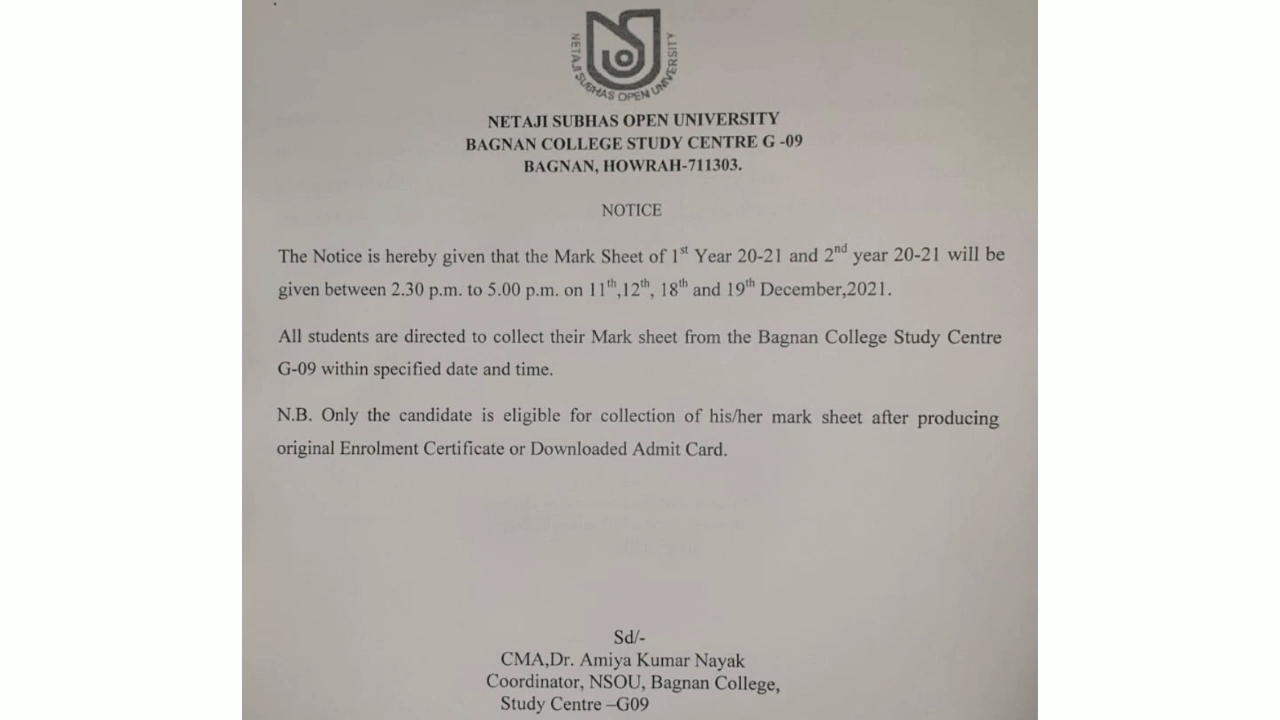 NETAJI SUBHAS OPEN UNIVERSITY
NETAJI SUBHAS OPEN UNIVERSITY
BAGNAN COLLEGE STUDY CENTRE G -09
BAGNAN, HOWRAH-711303.
NOTICE
The Notice is hereby given that the Mark Sheet of 1st Year 20-21 and 2nd year 20-21 will be
given between 2.30 p.m. to 5.00 p.m. on 11th,12th, 18th and 19th December,2021.
All students are directed to collect their Mark sheet from the Bagnan College Study Centre
G-09 within specified date and time.
N.B. Only the candidate is eligible for collection of his/her mark sheet after producing
original Enrolment Certificate or Downloaded Admit Card.
Sd/-
CMA,Dr. Amiya Kumar Nayak
Coordinator, NSOU, Bagnan College,
Study Centre –G09